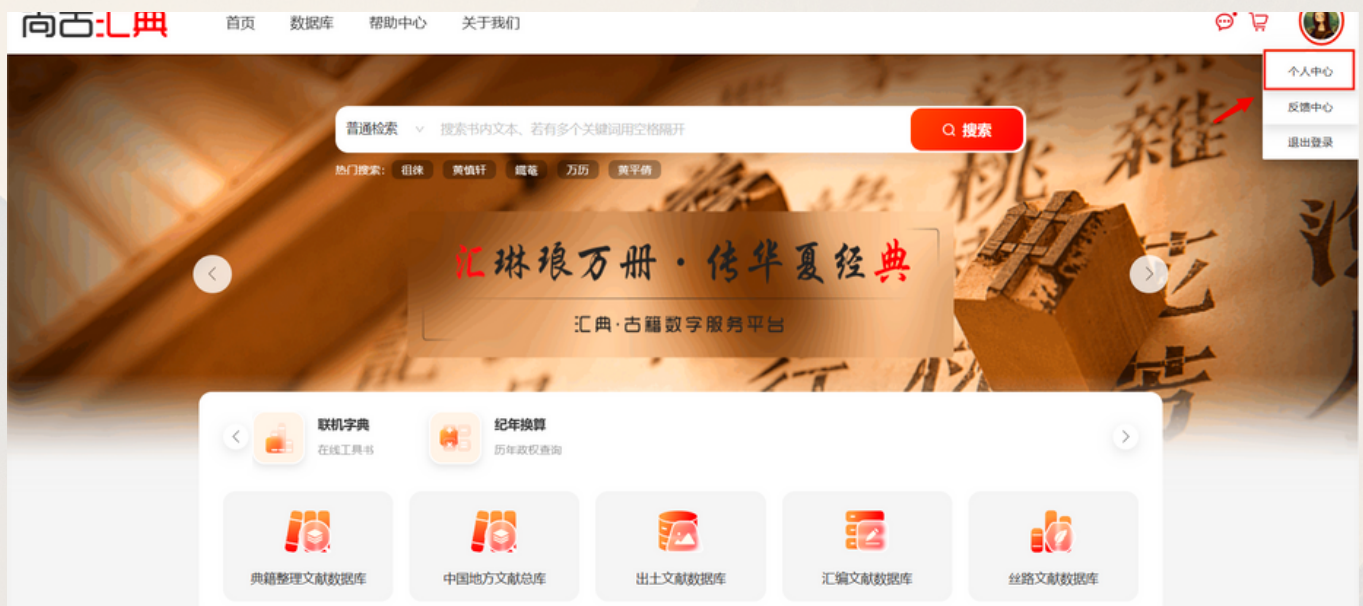 尚古汇典
首页 数据库 帮助中心 关于我们
个人中心
反馈中心
退出登录
普通检索 搜索书内文本、若有多个关键词用空格隔开 搜索
热门搜索： 徂徕 黄慎轩 万历 黄平倩
汇琳琅万册·传华夏经典
汇典·古籍数字服务平台
联机字典
在线工具书
纪年换算
历年政权查询
典籍整理文献数据库 中国地方文献总库 出土文献数据库 汇编文献数据库 丝路文献数据库